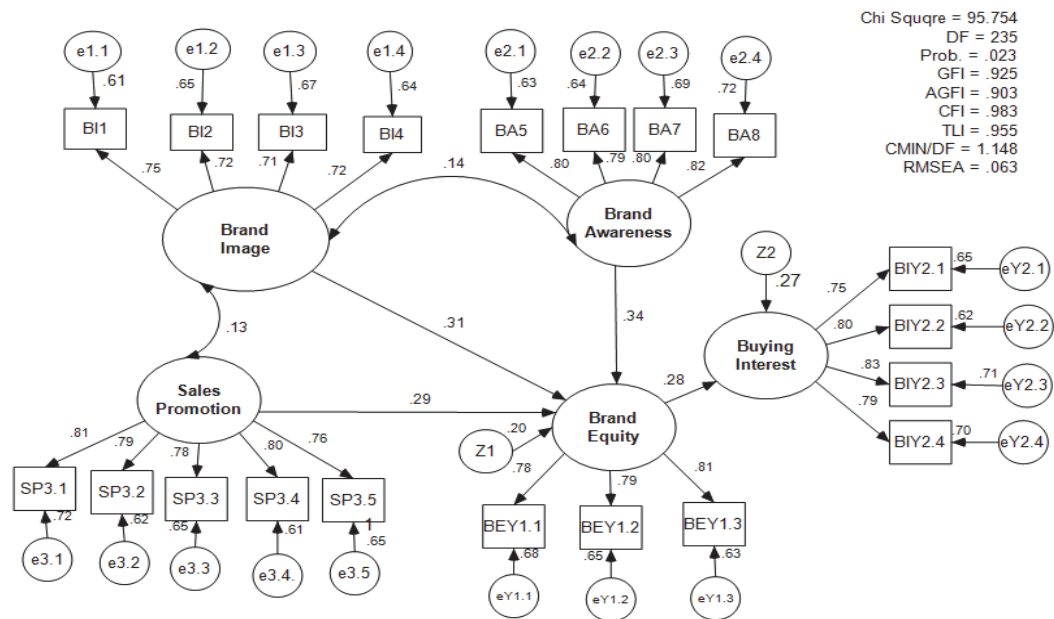 Chi Squqre = 95.754
DF = 235
Prob. = .023
GFI = .925
AGFI = .903
CFI = .983
TLI = .955
CMIN/DF = 1.148
RMSEA = .063
e1.1
e1.2
e1.3
e1.4
e2.1
e2.2
e2.3
e2.4
.61
.65
.67
.64
.63
.64
.69
.72
BI1
BI2
BI3
BI4
BA5
BA6
BA7
BA8
.75
.72
.71
.72
.14
.80
.79
.80
.82
Brand
Image
Brand
Awareness
Z2
.27
BIY2.1
.65
eY2.1
.75
BIY2.2
.62
eY2.2
.80
Buying
Interest
BIY2.3
.71
eY2.3
.83
BIY2.4
.70
eY2.4
.79
.13
.31
.34
.28
Sales
Promotion
.29
Brand
Equity
.20
Z1
.81
.79
.78
.80
.76
.78
.79
.81
SP3.1
SP3.2
SP3.3
SP3.4
SP3.5
BEY1.1
BEY1.2
BEY1.3
.72
.62
.65
.61
1
.65
.68
.65
.63
e3.1
e3.2
e3.3
e3.4.
e3.5
eY1.1
eY1.2
eY1.3